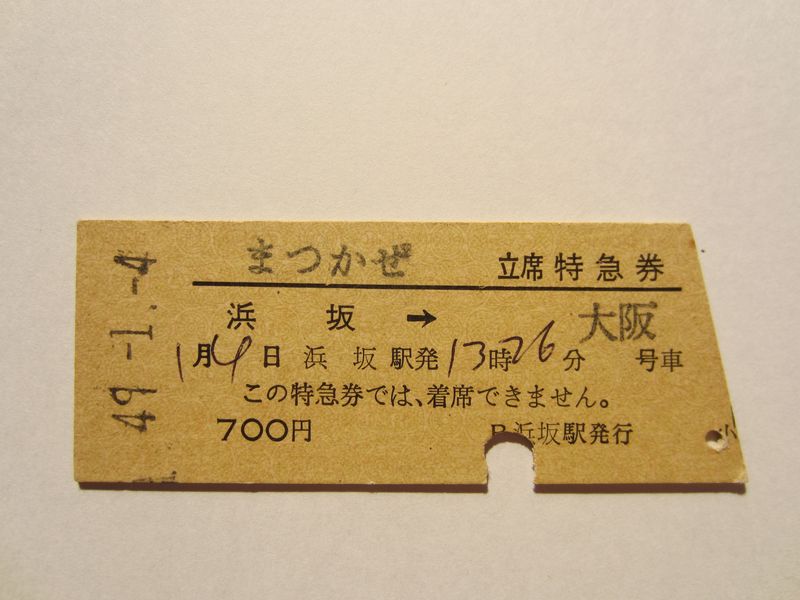 49.-1.-4
まつかぜ 立席特急券
浜坂 → 大阪
1月4日 浜坂駅発 13時26分 号車
この特急券では、着席できません。
700円 浜坂駅発行